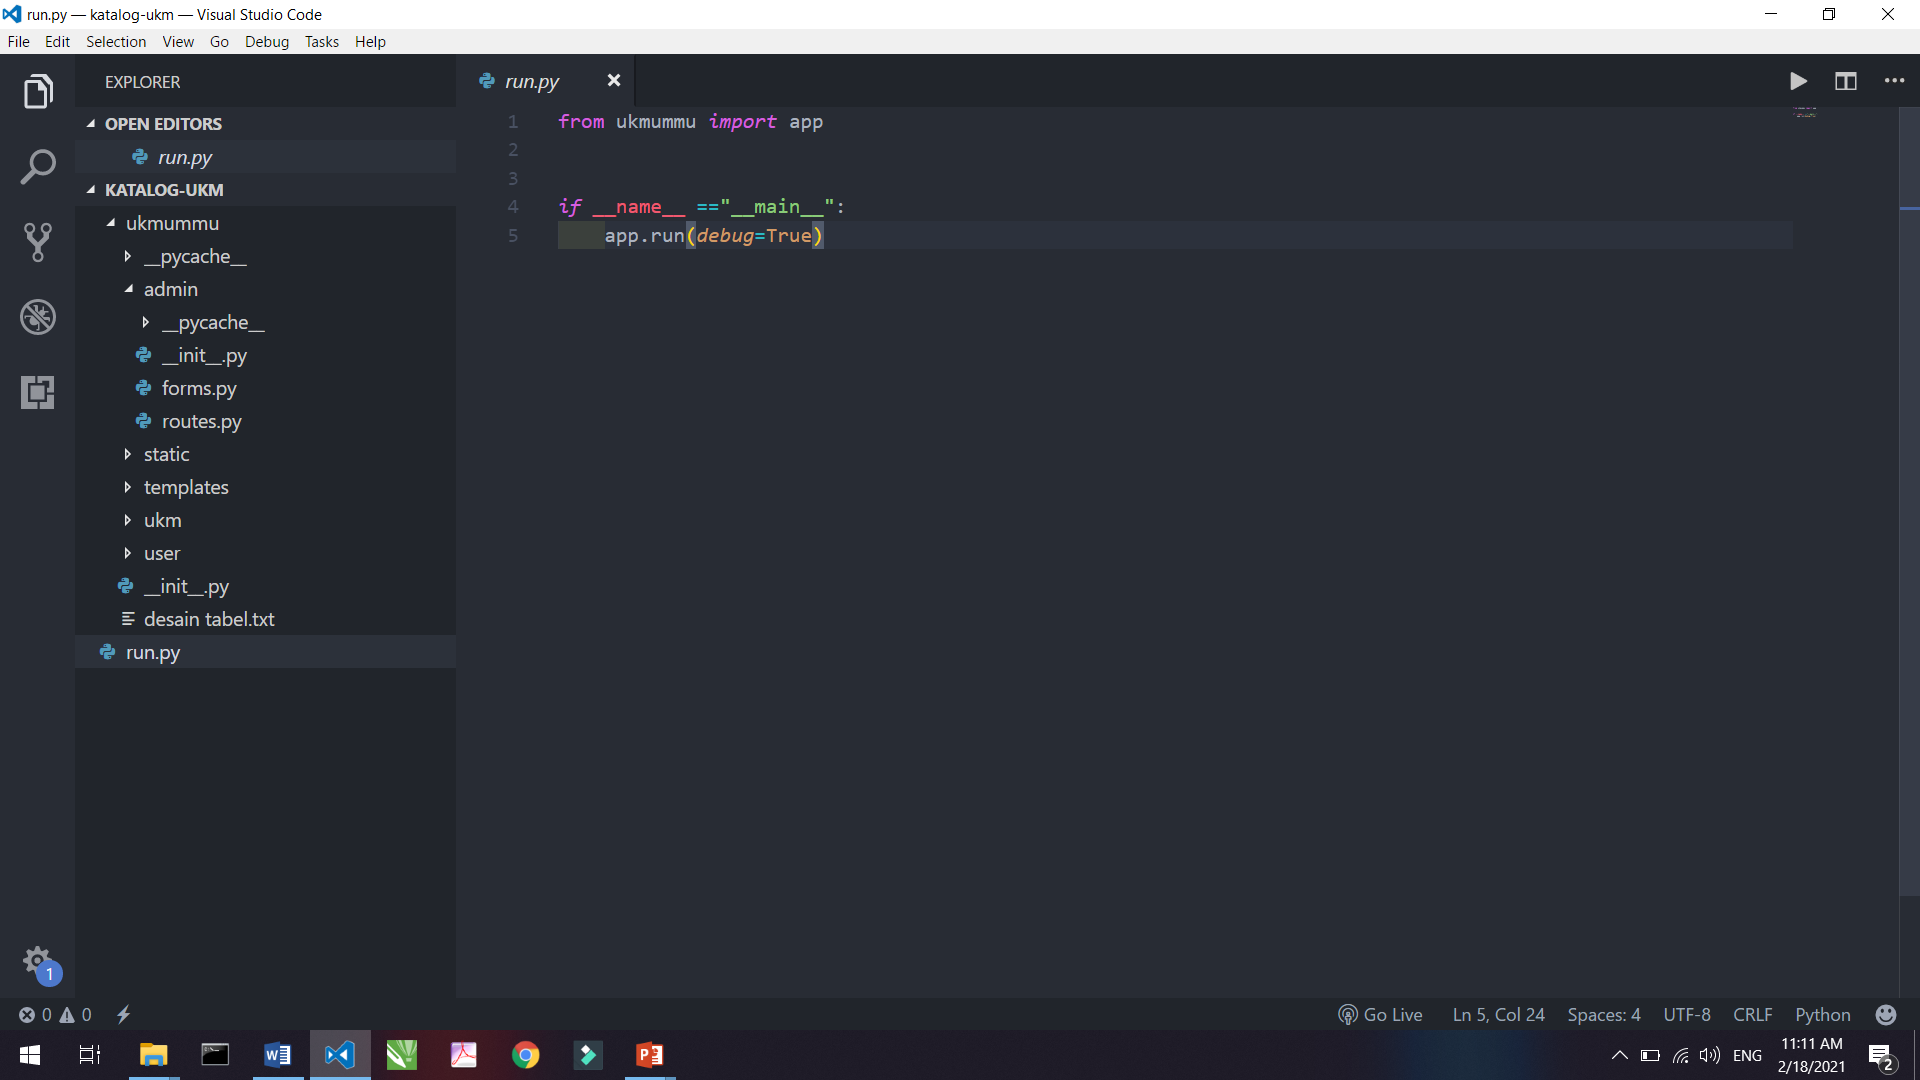 run.py — katalog-ukm — Visual Studio Code
File Edit Selection View Go Debug Tasks Help
EXPLORER
OPEN EDITORS
run.py
KATALOG-UKM
ukmummu
__pycache__
admin
__pycache__
__init__.py
forms.py
routes.py
static
templates
ukm
user
__init__.py
desain tabel.txt
run.py
run.py
1 from ukmummu import app
2
3
4 if __name__ =="__main__":
5 app.run(debug=True)
1
0 0
Go Live Ln 5, Col 24 Spaces: 4 UTF-8 CRLF Python
ENG
11:11 AM
2/18/2021
2